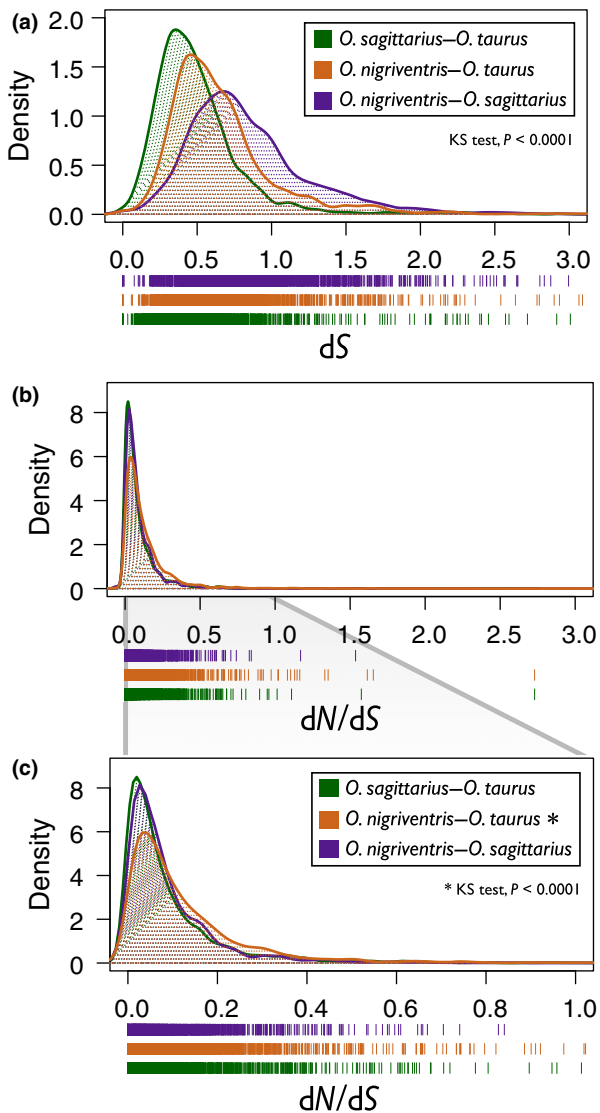 (a)
2.0
1.5
1.0
0.5
0.0
Density
O. sagittarius–O. taurus
O. nigriventris–O. taurus
O. nigriventris–O. sagittarius
KS test, P < 0.0001
0.0 0.5 1.0 1.5 2.0 2.5 3.0
dS
(b)
8
6
4
2
0
Density
0.0 0.5 1.0 1.5 2.0 2.5 3.0
dN/dS
(c)
8
6
4
2
0
Density
O. sagittarius–O. taurus
O. nigriventris–O. taurus *
O. nigriventris–O. sagittarius
* KS test, P < 0.0001
0.0 0.2 0.4 0.6 0.8 1.0
dN/dS